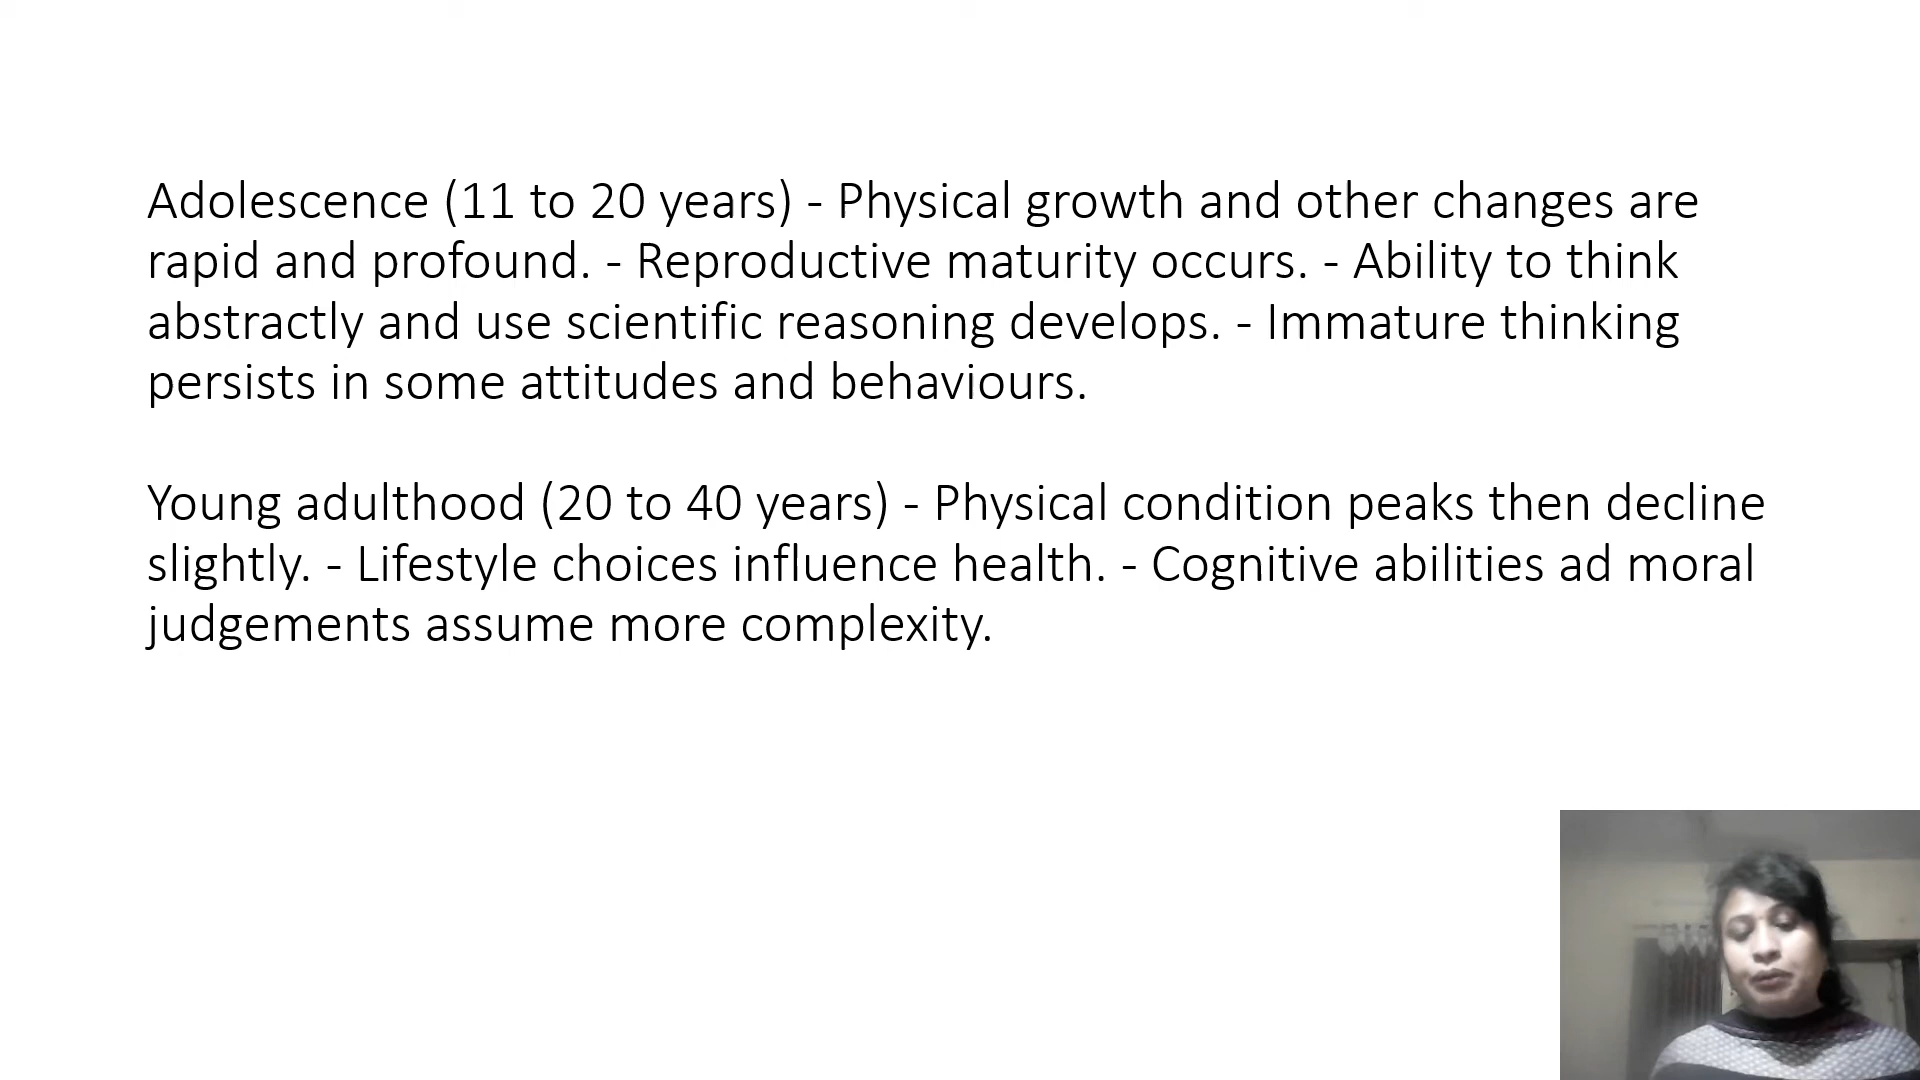 Adolescence (11 to 20 years) - Physical growth and other changes are
rapid and profound. - Reproductive maturity occurs. - Ability to think
abstractly and use scientific reasoning develops. - Immature thinking
persists in some attitudes and behaviours.
Young adulthood (20 to 40 years) - Physical condition peaks then decline
slightly. - Lifestyle choices influence health. - Cognitive abilities ad moral
judgements assume more complexity.